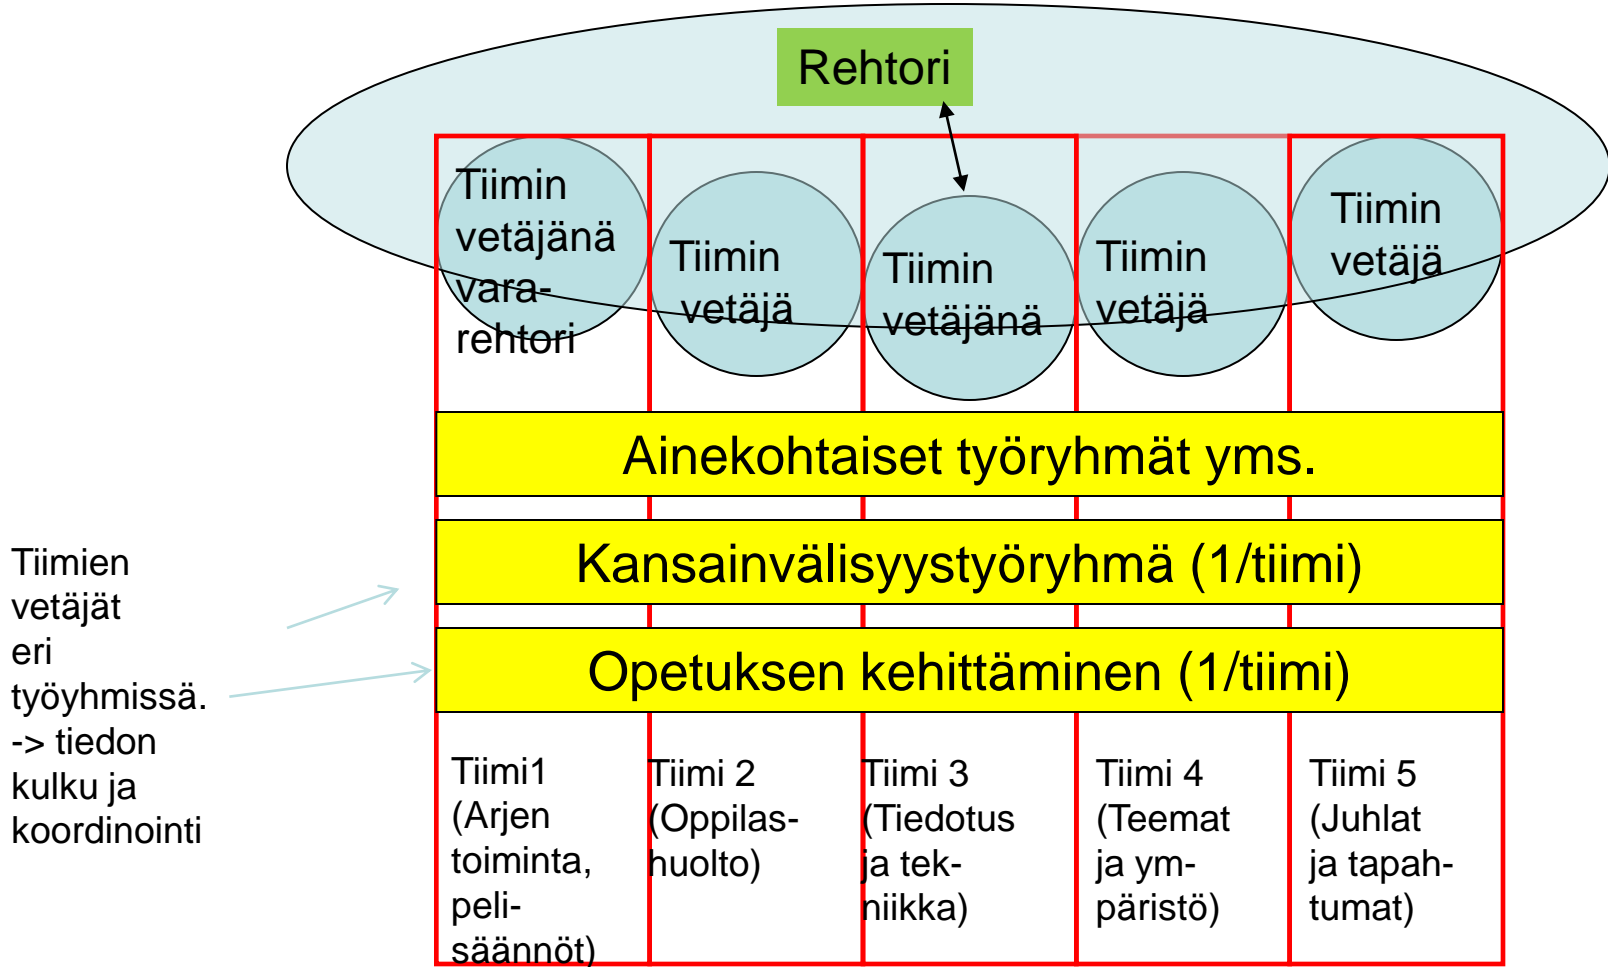 Rehtori
Tiimin
vetäjänä
vara-
rehtori
Tiimin
vetäjä
Tiimin
vetäjänä
Tiimin
vetäjä
Tiimin
vetäjä
Ainekohtaiset työryhmät yms.
Kansainvälisyystyöryhmä (1/tiimi)
Opetuksen kehittäminen (1/tiimi)
Tiimien
vetäjät
eri
työyhmissä.
-> tiedon
kulku ja
koordinointi
Tiimi1
(Arjen
toiminta,
peli-
säännöt)
Tiimi 2
(Oppilas-
huolto)
Tiimi 3
(Tiedotus
ja tek-
niikka)
Tiimi 4
(Teemat
ja ym-
päristö)
Tiimi 5
(Juhlat
ja tapah-
tumat)